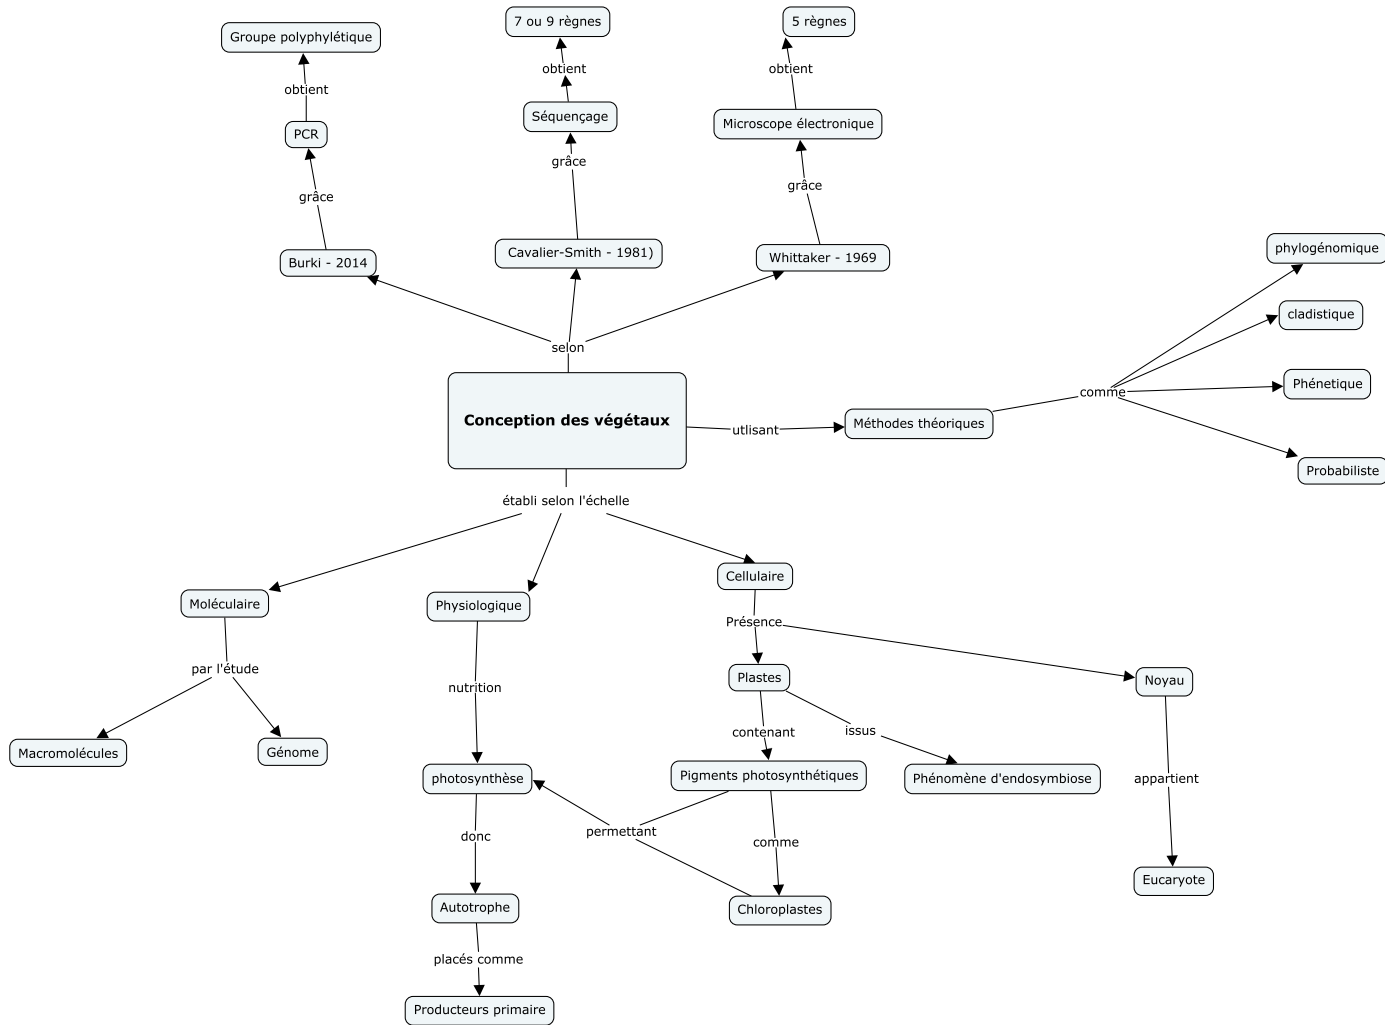 7 ou 9 règnes
5 règnes
Groupe polyphylétique
obtient
obtient
obtient
Séquençage
Microscope électronique
PCR
grâce
grâce
grâce
Cavalier-Smith - 1981)
Whittaker - 1969
Burki - 2014
phylogénomique
cladistique
selon
Phénetique
comme
Conception des végétaux
Méthodes théoriques
utlisant
Probabiliste
établi selon l'échelle
Cellulaire
Moléculaire
Physiologique
Présence
par l'étude
Plastes
Noyau
nutrition
contenant
issus
Macromolécules
Génome
photosynthèse
Pigments photosynthétiques
Phénomène d'endosymbiose
appartient
permettant
donc
comme
Eucaryote
Autotrophe
Chloroplastes
placés comme
Producteurs primaire